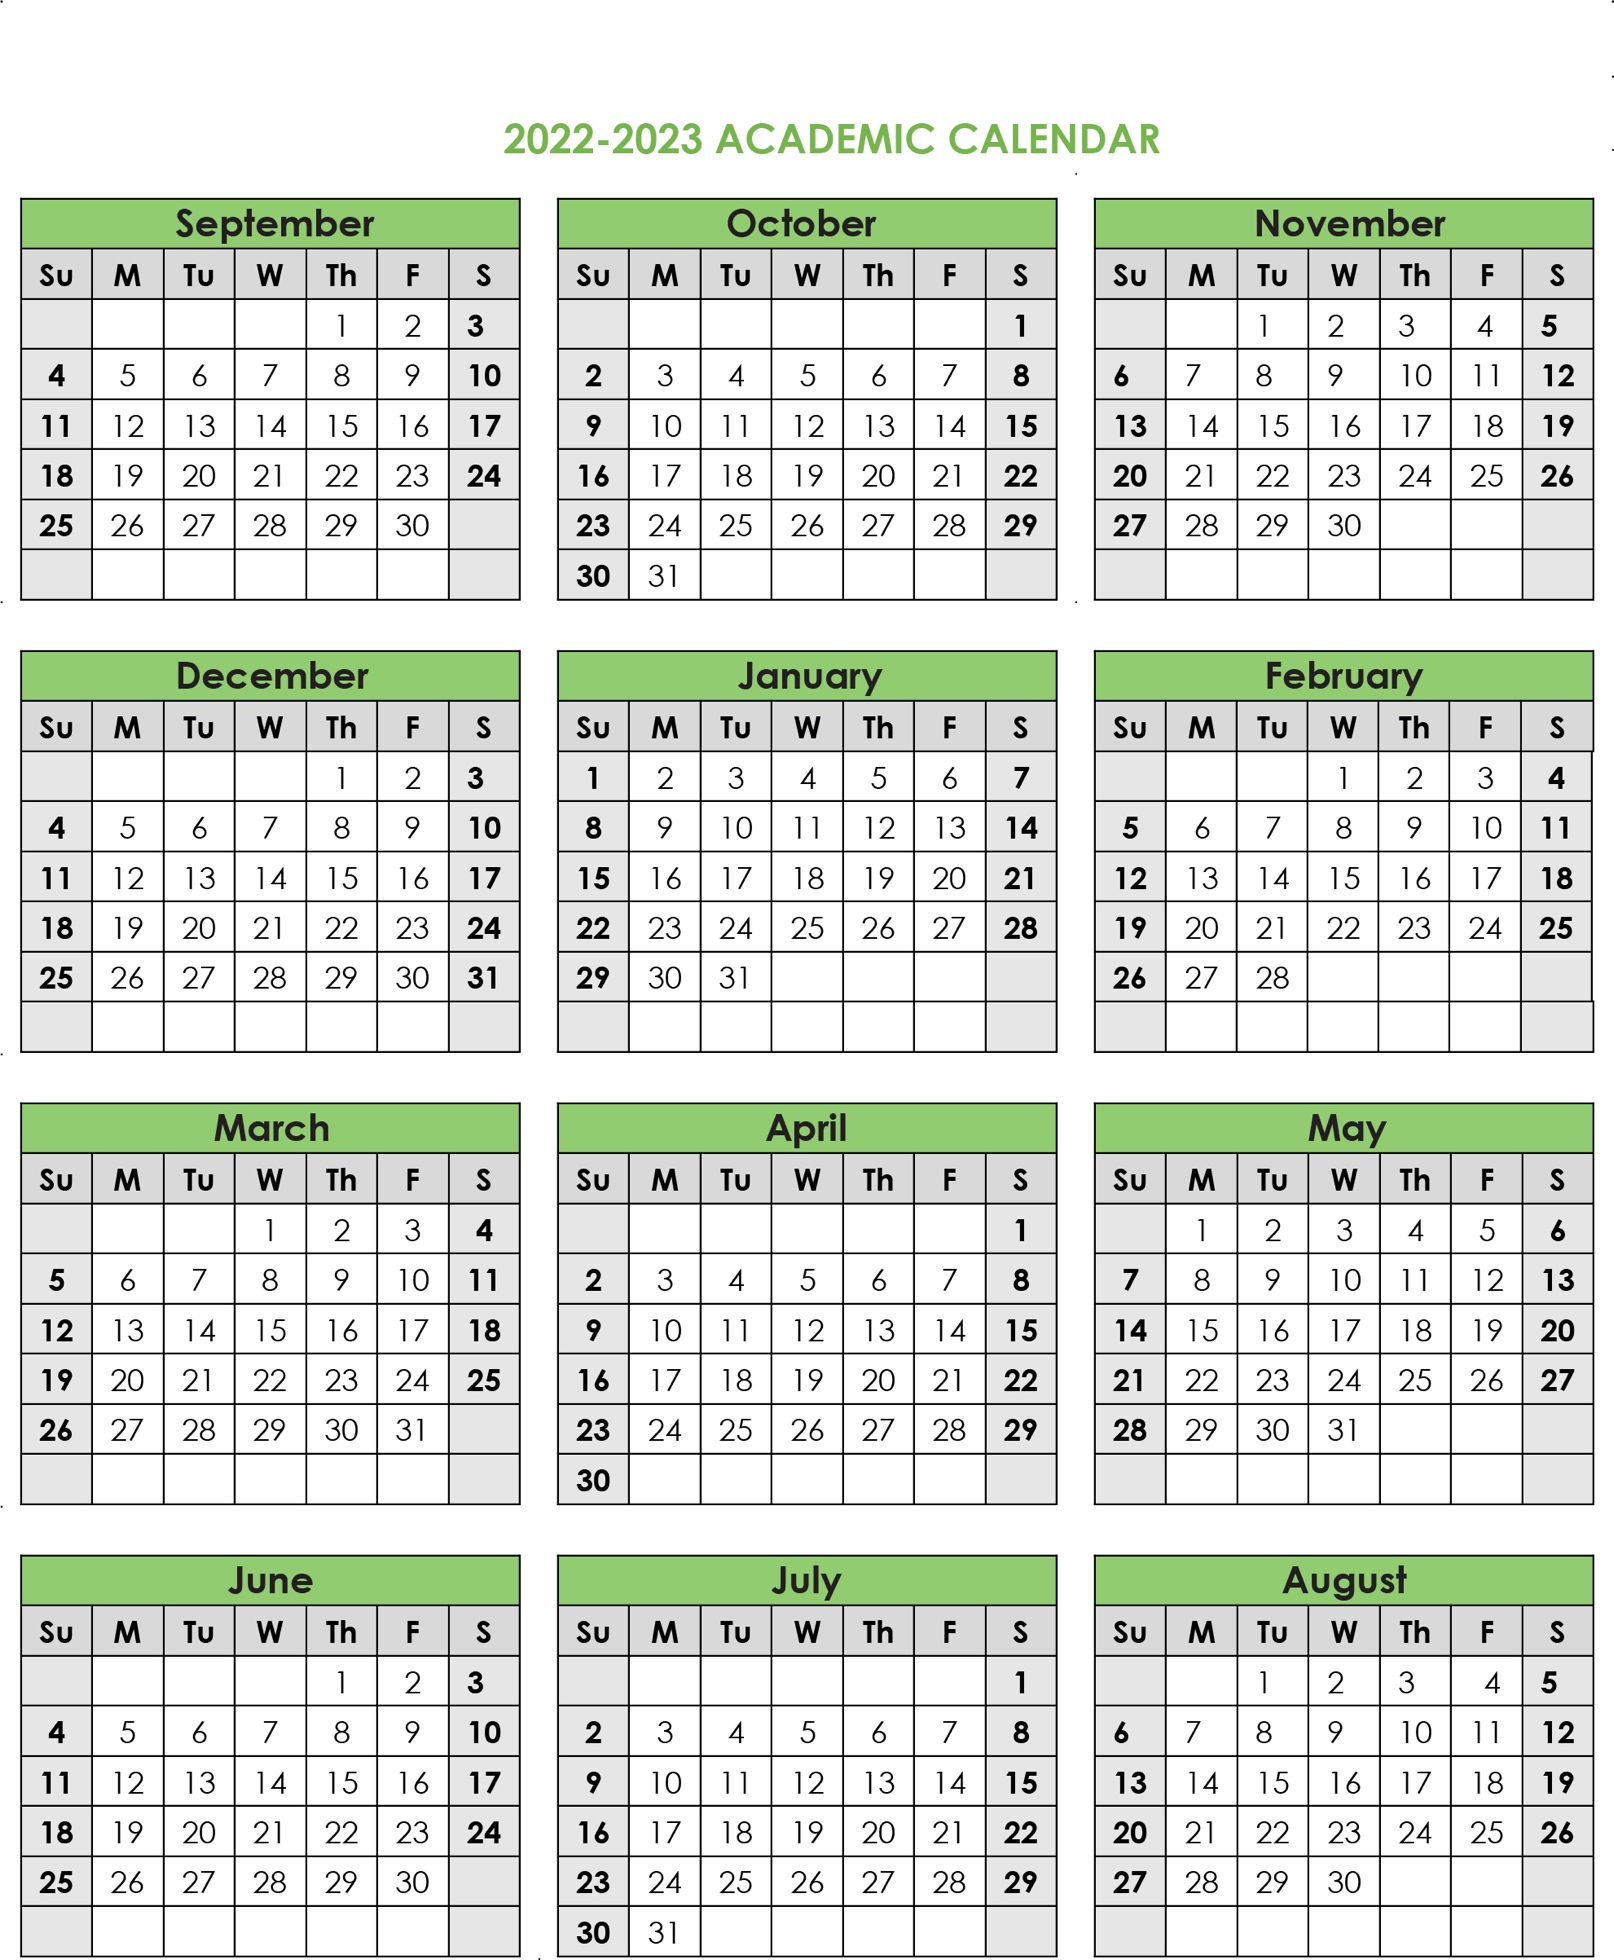 2022-2023 ACADEMIC CALENDAR
September
Su M Tu W Th F S
1 2 3
4 5 6 7 8 9 10
11 12 13 14 15 16 17
18 19 20 21 22 23 24
25 26 27 28 29 30
October
Su M Tu W Th F S
1
2 3 4 5 6 7 8
9 10 11 12 13 14 15
16 17 18 19 20 21 22
23 24 25 26 27 28 29
30 31
November
Su M Tu W Th F S
1 2 3 4 5
6 7 8 9 10 11 12
13 14 15 16 17 18 19
20 21 22 23 24 25 26
27 28 29 30
December
Su M Tu W Th F S
1 2 3
4 5 6 7 8 9 10
11 12 13 14 15 16 17
18 19 20 21 22 23 24
25 26 27 28 29 30 31
January
Su M Tu W Th F S
1 2 3 4 5 6 7
8 9 10 11 12 13 14
15 16 17 18 19 20 21
22 23 24 25 26 27 28
29 30 31
February
Su M Tu W Th F S
1 2 3 4
5 6 7 8 9 10 11
12 13 14 15 16 17 18
19 20 21 22 23 24 25
26 27 28
March
Su M Tu W Th F S
1 2 3 4
5 6 7 8 9 10 11
12 13 14 15 16 17 18
19 20 21 22 23 24 25
26 27 28 29 30 31
April
Su M Tu W Th F S
1
2 3 4 5 6 7 8
9 10 11 12 13 14 15
16 17 18 19 20 21 22
23 24 25 26 27 28 29
30
May
Su M Tu W Th F S
1 2 3 4 5 6
7 8 9 10 11 12 13
14 15 16 17 18 19 20
21 22 23 24 25 26 27
28 29 30 31
June
Su M Tu W Th F S
1 2 3
4 5 6 7 8 9 10
11 12 13 14 15 16 17
18 19 20 21 22 23 24
25 26 27 28 29 30
July
Su M Tu W Th F S
1
2 3 4 5 6 7 8
9 10 11 12 13 14 15
16 17 18 19 20 21 22
23 24 25 26 27 28 29
30 31
August
Su M Tu W Th F S
1 2 3 4 5
6 7 8 9 10 11 12
13 14 15 16 17 18 19
20 21 22 23 24 25 26
27 28 29 30